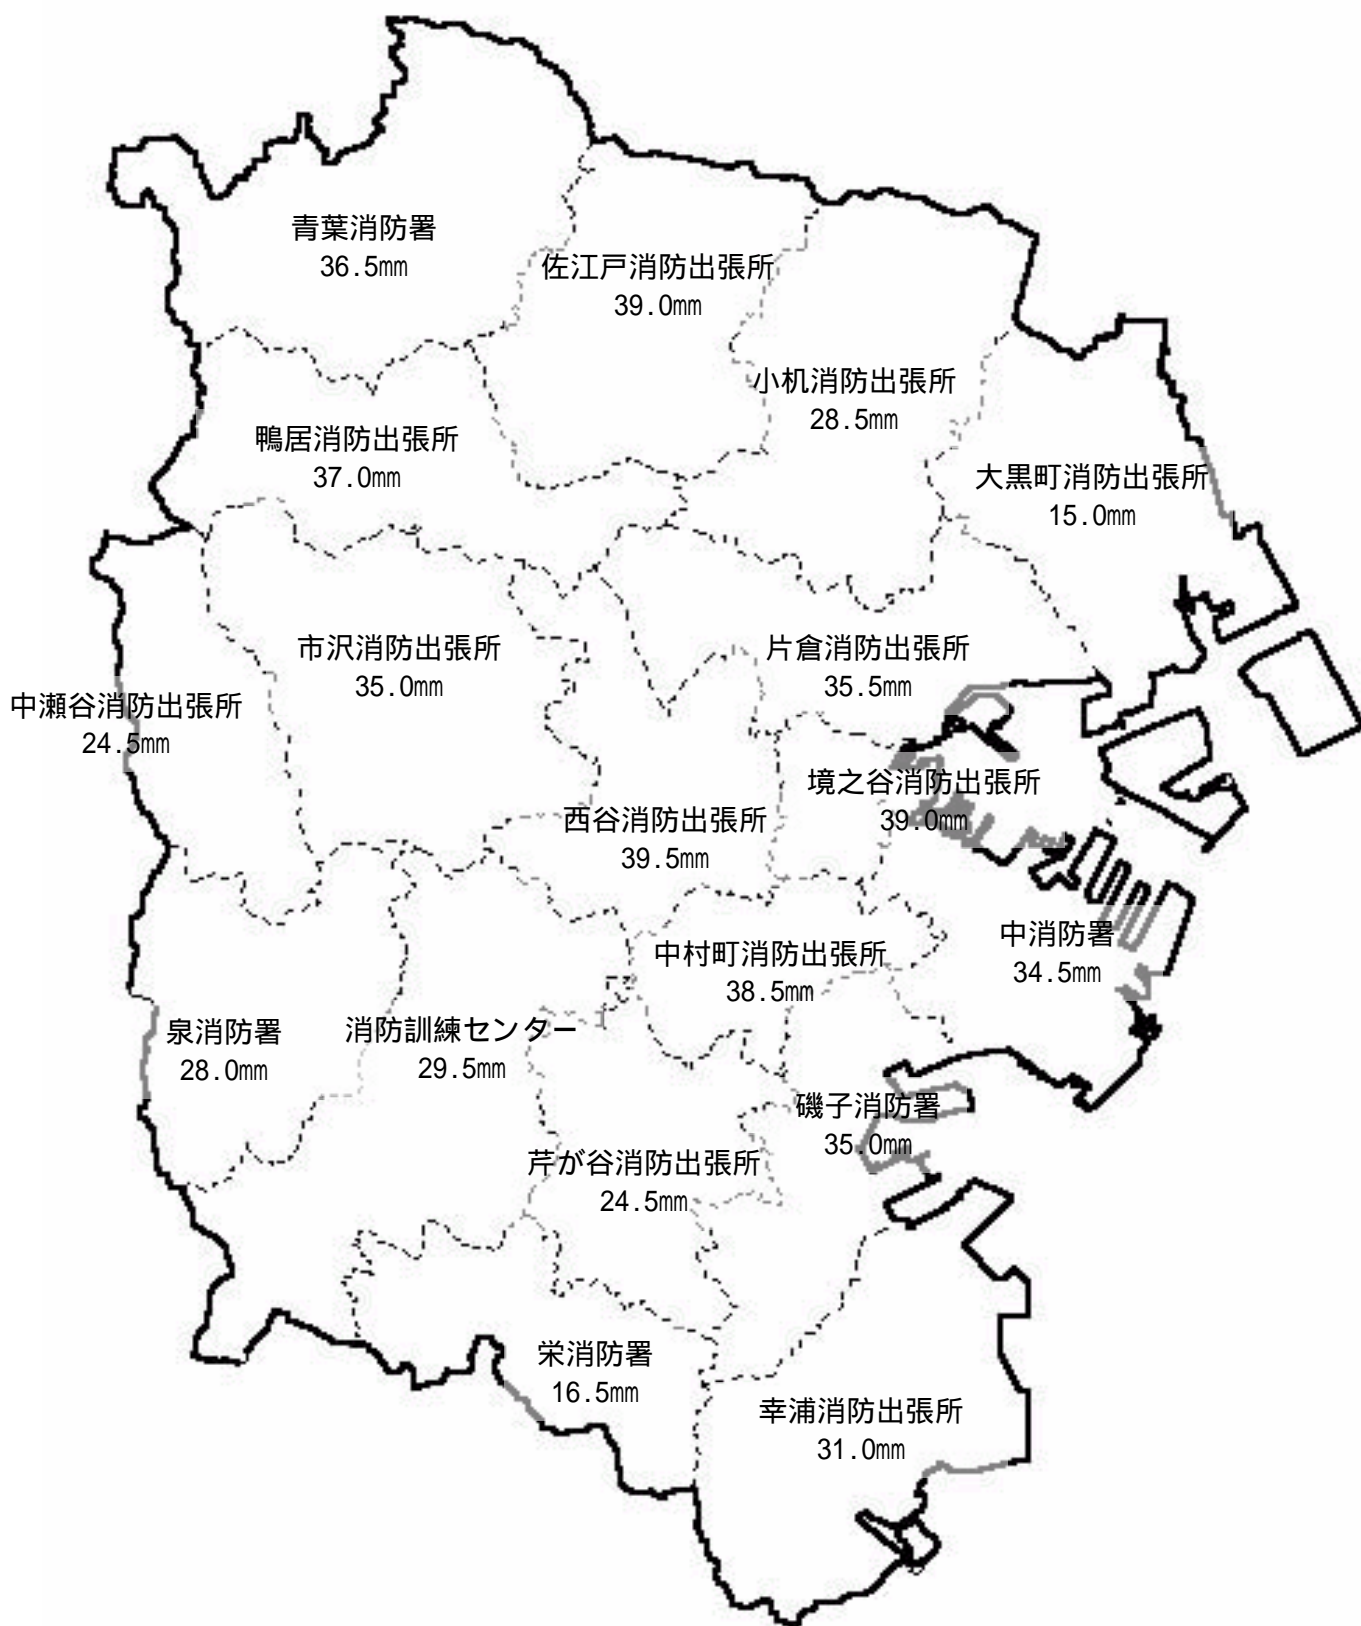 青葉消防署
36.5mm
佐江戸消防出張所
39.0mm
小机消防出張所
28.5mm
鴨居消防出張所
37.0mm
大黒町消防出張所
15.0mm
市沢消防出張所
35.0mm
片倉消防出張所
35.5mm
中瀬谷消防出張所
24.5mm
境之谷消防出張所
39.0mm
西谷消防出張所
39.5mm
中消防署
34.5mm
中村町消防出張所
38.5mm
泉消防署
28.0mm
消防訓練センター
29.5mm
磯子消防署
35.0mm
芹が谷消防出張所
24.5mm
栄消防署
16.5mm
幸浦消防出張所
31.0mm